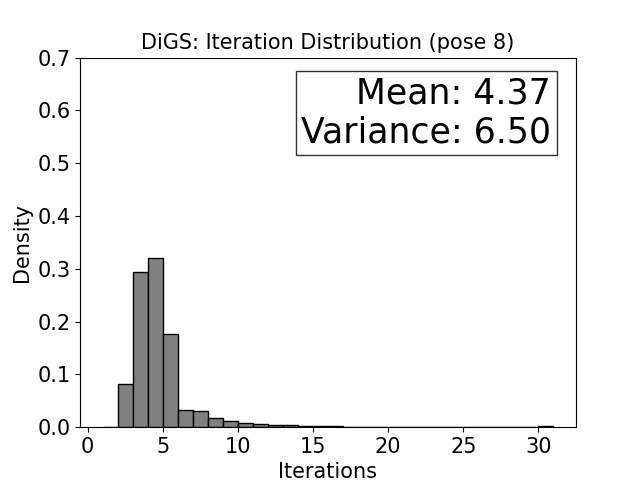 DiGS: Iteration Distribution (pose 8)
Mean: 4.37
Variance: 6.50
0.7
0.6
0.5
0.4
0.3
0.2
0.1
0.0
Density
0 5 10 15 20 25 30
Iterations